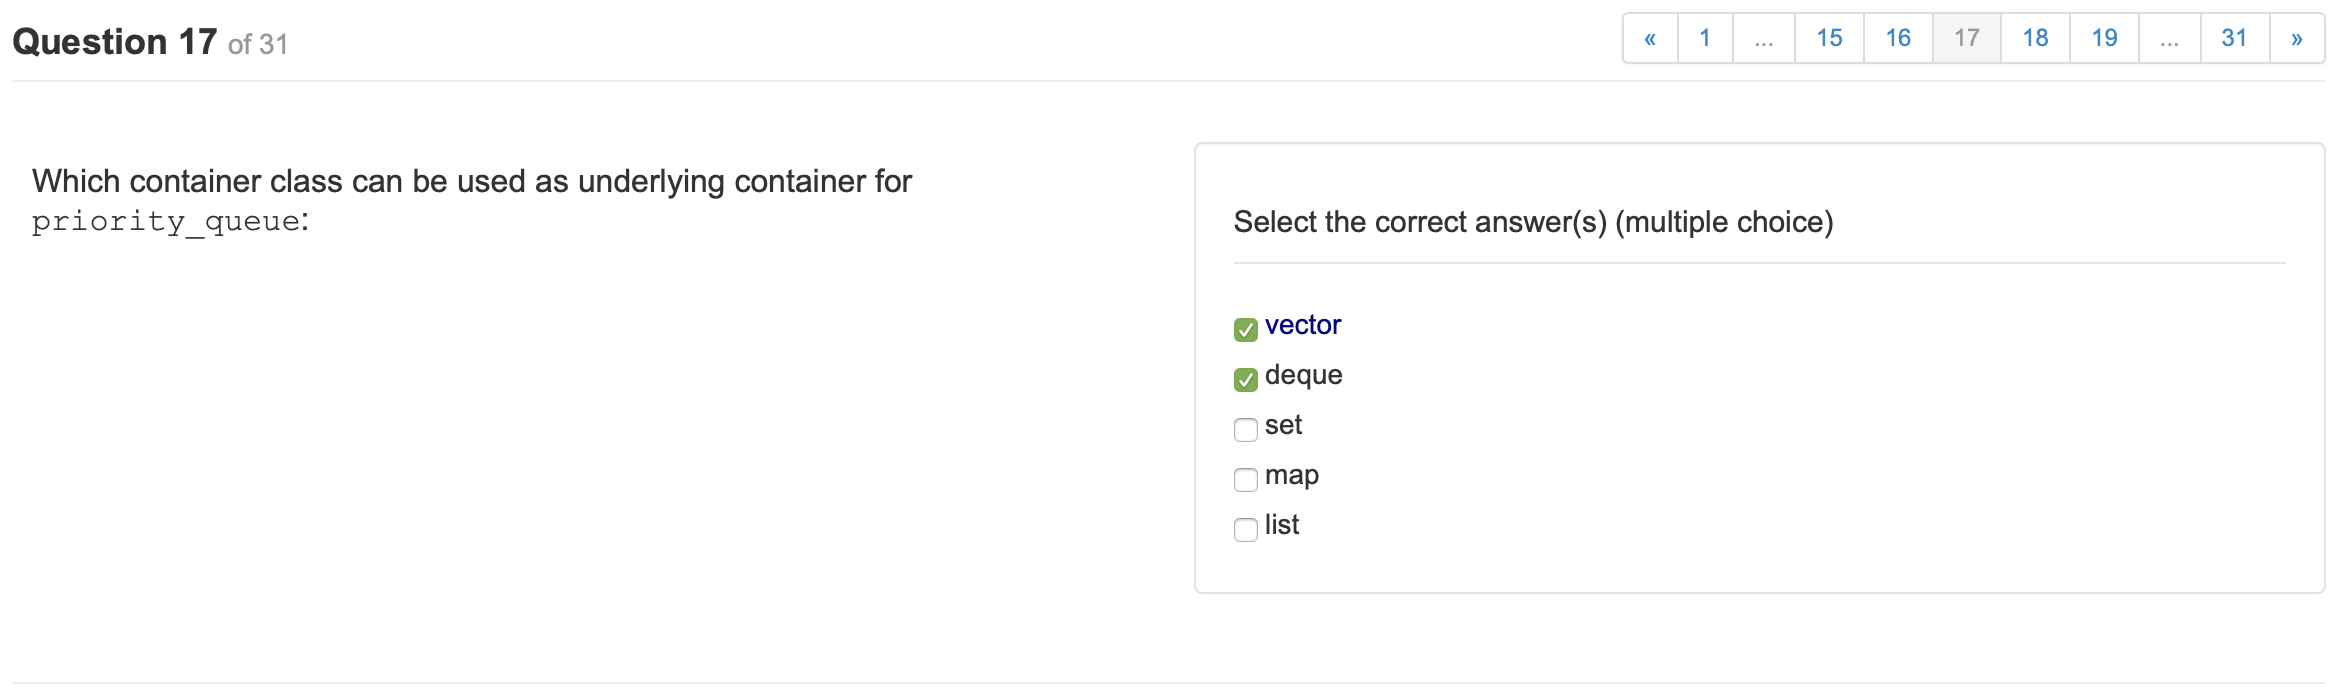 Question 17 of 31
« 1 ... 15 16 17 18 19 ... 31 »
Which container class can be used as underlying container for
priority_queue:
Select the correct answer(s) (multiple choice)
vector
deque
set
map
list